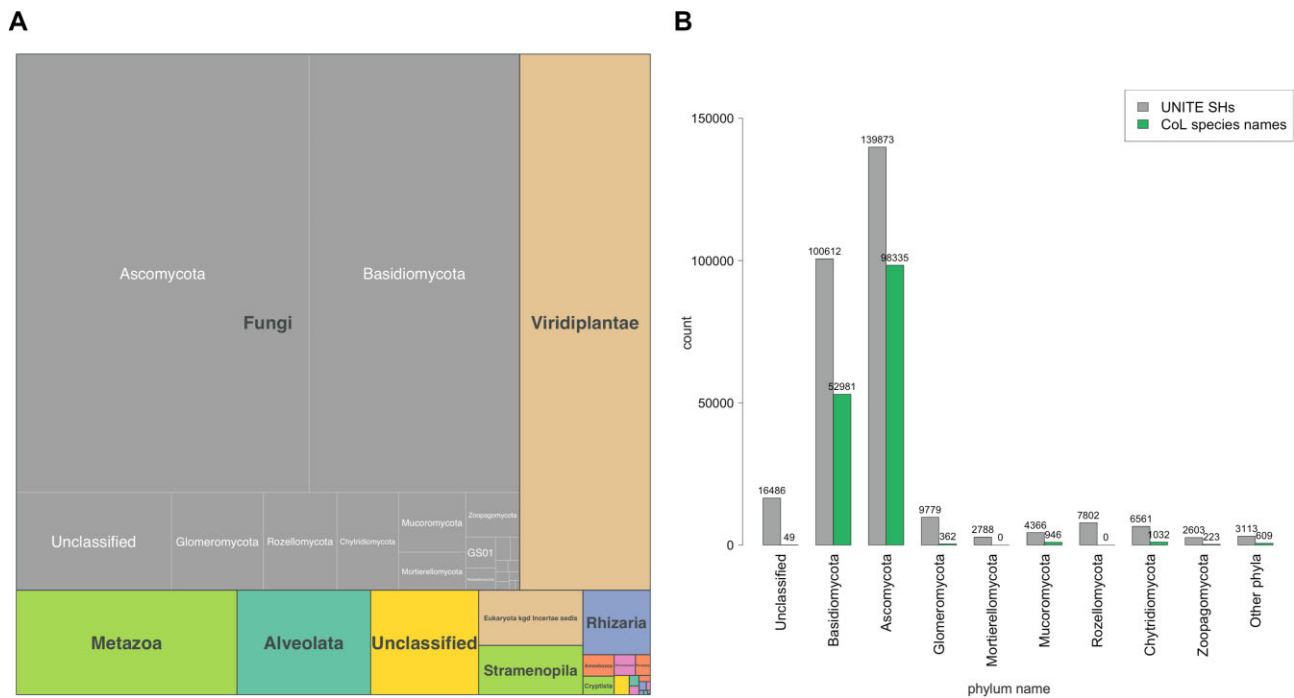 A
Ascomycota
Basidiomycota
Fungi
Viridiplantae
Unclassified
Glomeromycota
Rozellomycota
Chytridiomycota
Mucoromycota
Mortierellomycota
Zoopagomycota
GS01
Metazoa
Alveolata
Unclassified
Eukaryota kgd Incertae sedis
Stramenopila
Rhizaria
Cryptista
B
UNITE SHs
CoL species names
150000
100000
50000
0
count
16486
49
100612
52981
139873
98335
9779
362
2788
0
4366
946
7802
0
6561
1032
2603
223
3113
609
Unclassified
Basidiomycota
Ascomycota
Glomeromycota
Mortierellomycota
Mucoromycota
Rozellomycota
Chytridiomycota
Zoopagomycota
Other phyla
phylum name